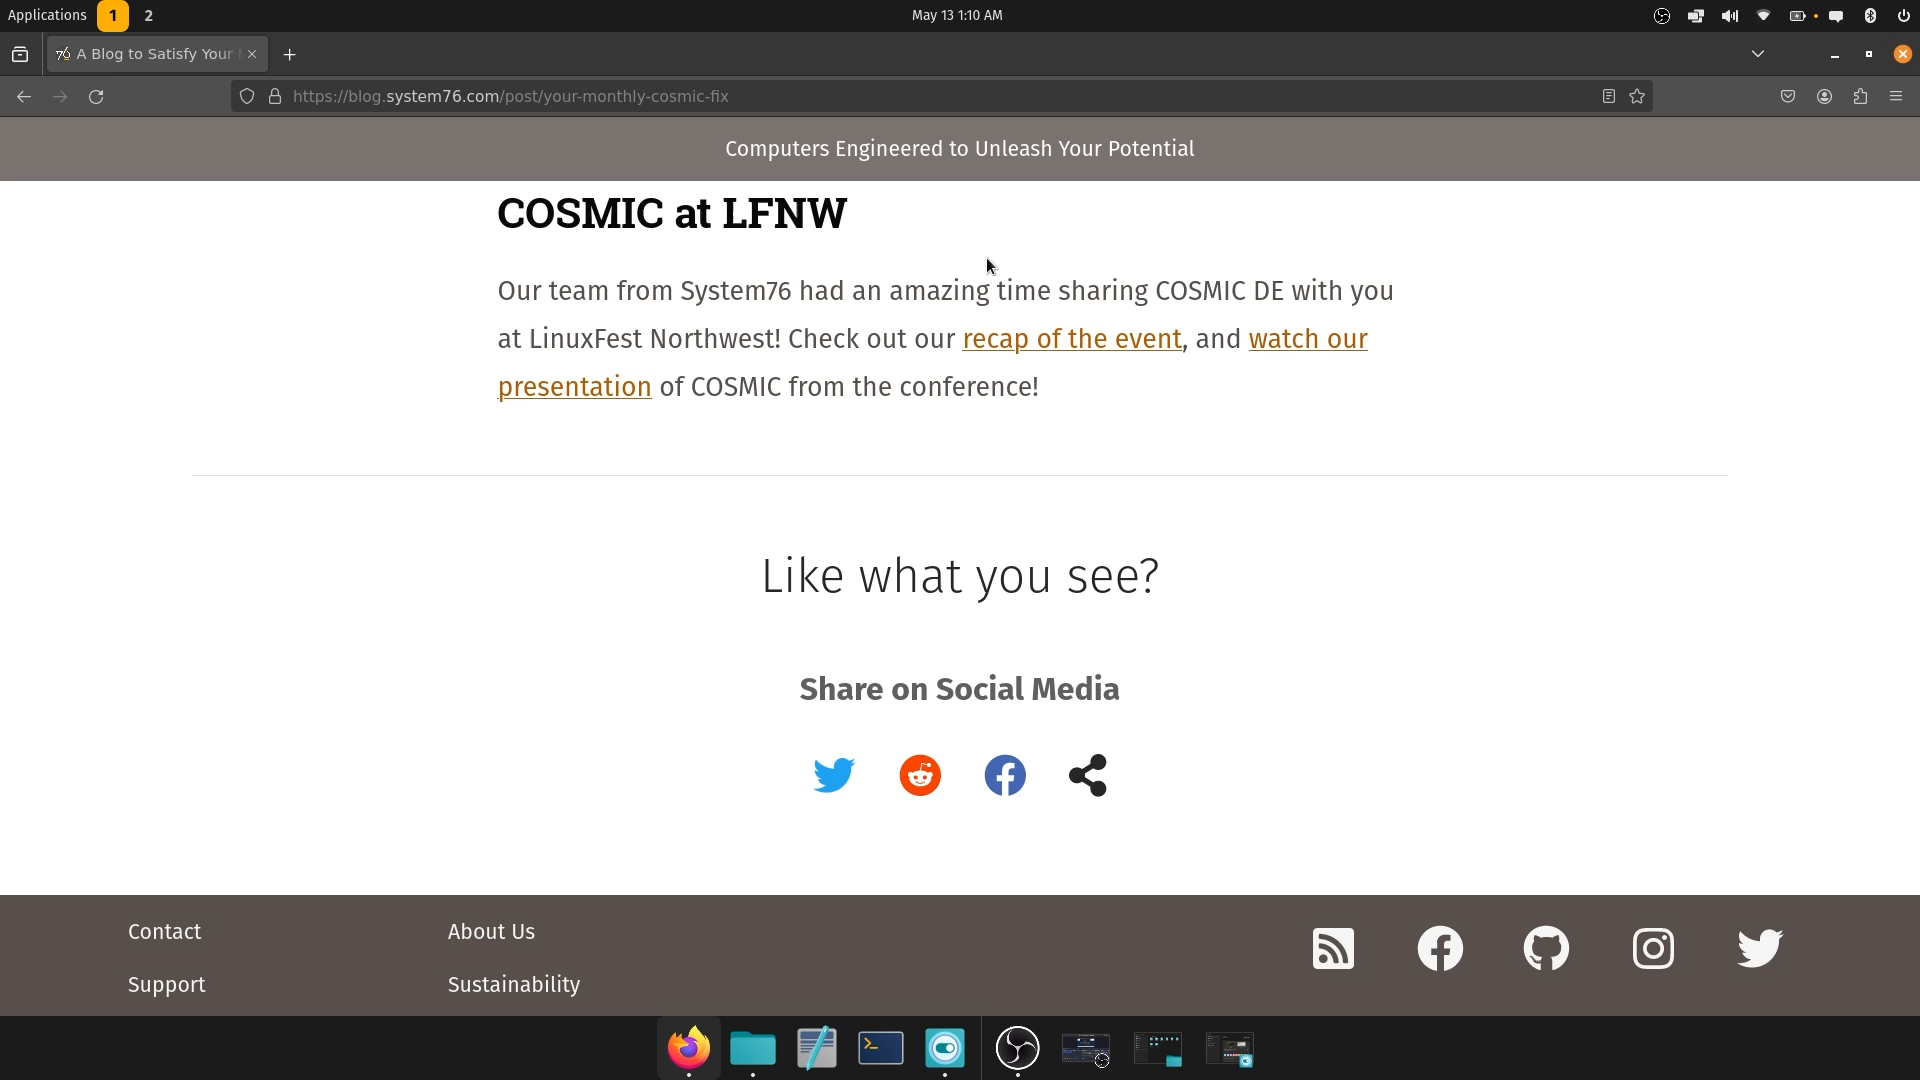 Applications 1 2 May 13 1:10 AM
A Blog to Satisfy Your
https://blog.system76.com/post/your-monthly-cosmic-fix
Computers Engineered to Unleash Your Potential
COSMIC at LFNW
Our team from System76 had an amazing time sharing COSMIC DE with you
at LinuxFest Northwest! Check out our recap of the event, and watch our
presentation of COSMIC from the conference!
Like what you see?
Share on Social Media
Contact About Us
Support Sustainability